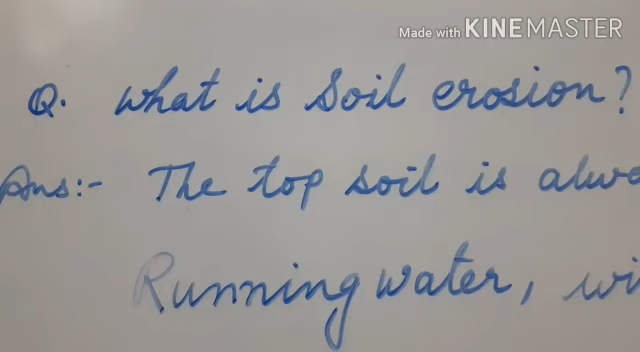 Made with KINEMASTER
Q. What is Soil erosion?
Ans:- The top soil is
Running water,